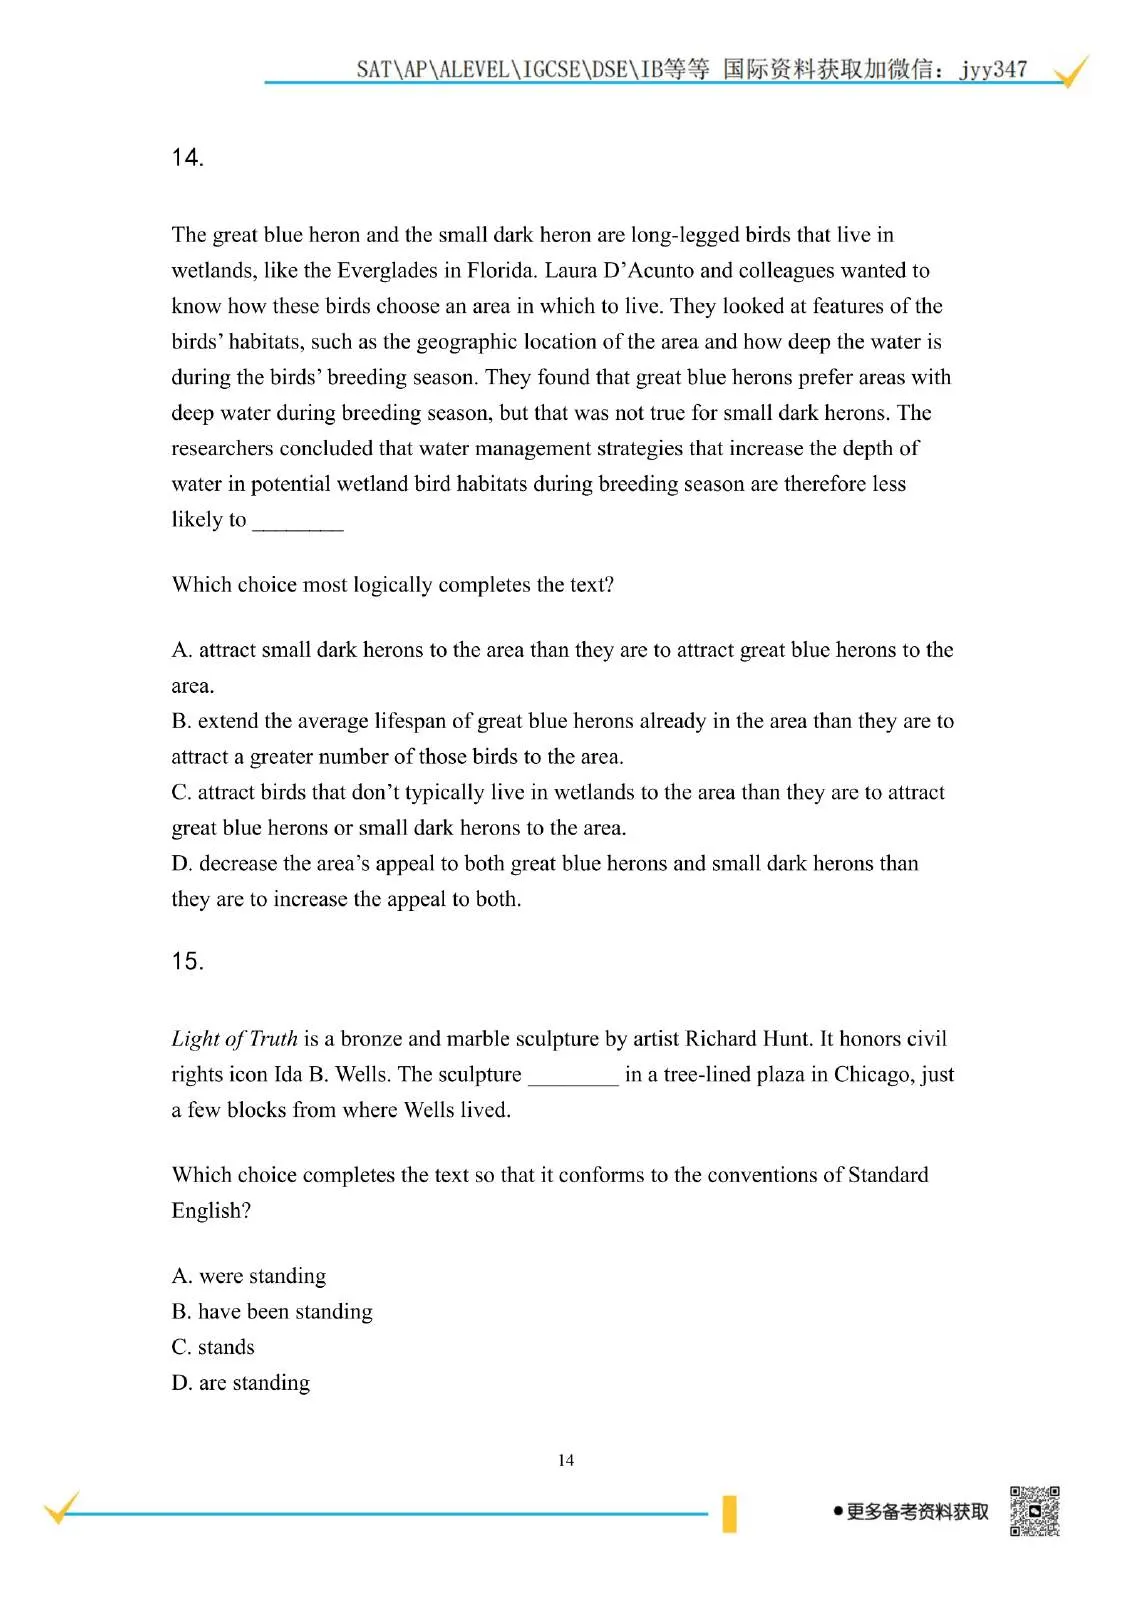 SAT\AP\ALEVEL\IGCSE\DSE\IB等等 国际资料获取加微信：jyy347
14.
The great blue heron and the small dark heron are long-legged birds that live in
wetlands, like the Everglades in Florida. Laura D’Acunto and colleagues wanted to
know how these birds choose an area in which to live. They looked at features of the
birds’ habitats, such as the geographic location of the area and how deep the water is
during the birds’ breeding season. They found that great blue herons prefer areas with
deep water during breeding season, but that was not true for small dark herons. The
researchers concluded that water management strategies that increase the depth of
water in potential wetland bird habitats during breeding season are therefore less
likely to ________
Which choice most logically completes the text?
A. attract small dark herons to the area than they are to attract great blue herons to the
area.
B. extend the average lifespan of great blue herons already in the area than they are to
attract a greater number of those birds to the area.
C. attract birds that don’t typically live in wetlands to the area than they are to attract
great blue herons or small dark herons to the area.
D. decrease the area’s appeal to both great blue herons and small dark herons than
they are to increase the appeal to both.
15.
Light of Truth is a bronze and marble sculpture by artist Richard Hunt. It honors civil
rights icon Ida B. Wells. The sculpture ________ in a tree-lined plaza in Chicago, just
a few blocks from where Wells lived.
Which choice completes the text so that it conforms to the conventions of Standard
English?
A. were standing
B. have been standing
C. stands
D. are standing
14
●更多备考资料获取